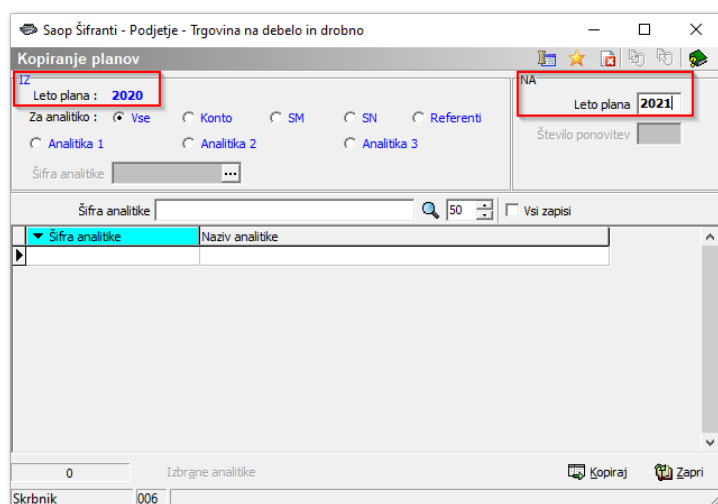 Saop Šifranti - Podjetje - Trgovina na debelo in drobno
Kopiranje planov
IZ
Leto plana : 2020
Za analitiko : Vse Konto SM SN Referenti
Analitika 1 Analitika 2 Analitika 3
Šifra analitike ...
NA
Leto plana 2021
Število ponovitev
Šifra analitike 50 Vsi zapisi
Šifra analitike Naziv analitike
0 Izbrane analitike Kopiraj Zapri
Skrbnik 006